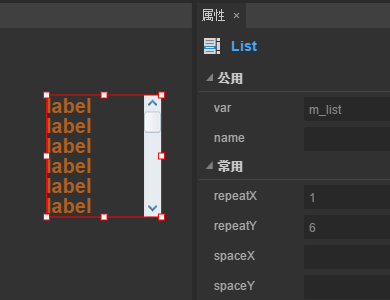 属性 ×
List
公用
var m_list
name
常用
repeatX 1
repeatY 6
spaceX
spaceY
label
label
label
label
label
label